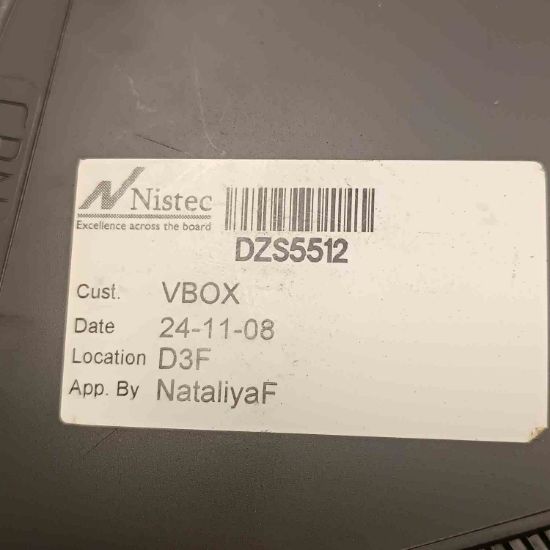 Nistec
Excellence across the board
DZS5512
Cust. VBOX
Date 24-11-08
Location D3F
App. By NataliyaF